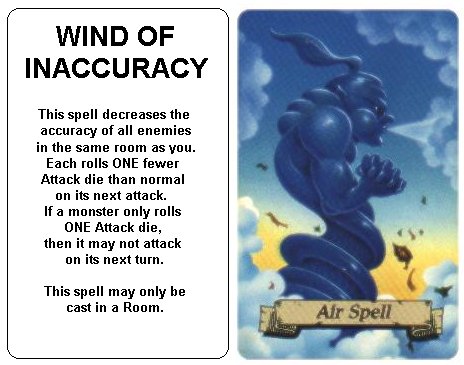 WIND OF
INACCURACY
This spell decreases the
accuracy of all enemies
in the same room as you.
Each rolls ONE fewer
Attack die than normal
on its next attack.
If a monster only rolls
ONE Attack die,
then it may not attack
on its next turn.
This spell may only be
cast in a Room.
Air Spell